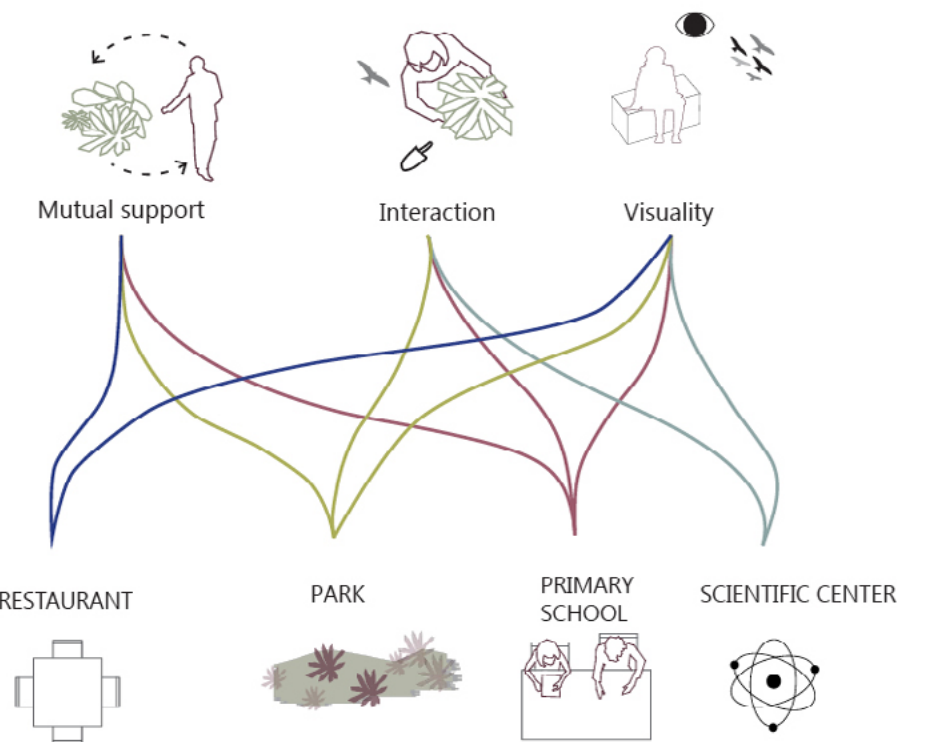 Mutual support
Interaction
Visuality
RESTAURANT
PARK
PRIMARY
SCHOOL
SCIENTIFIC CENTER